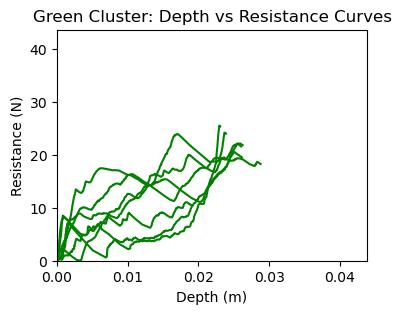 Green Cluster: Depth vs Resistance Curves
Resistance (N)
40
30
20
10
0
0.00 0.01 0.02 0.03 0.04
Depth (m)